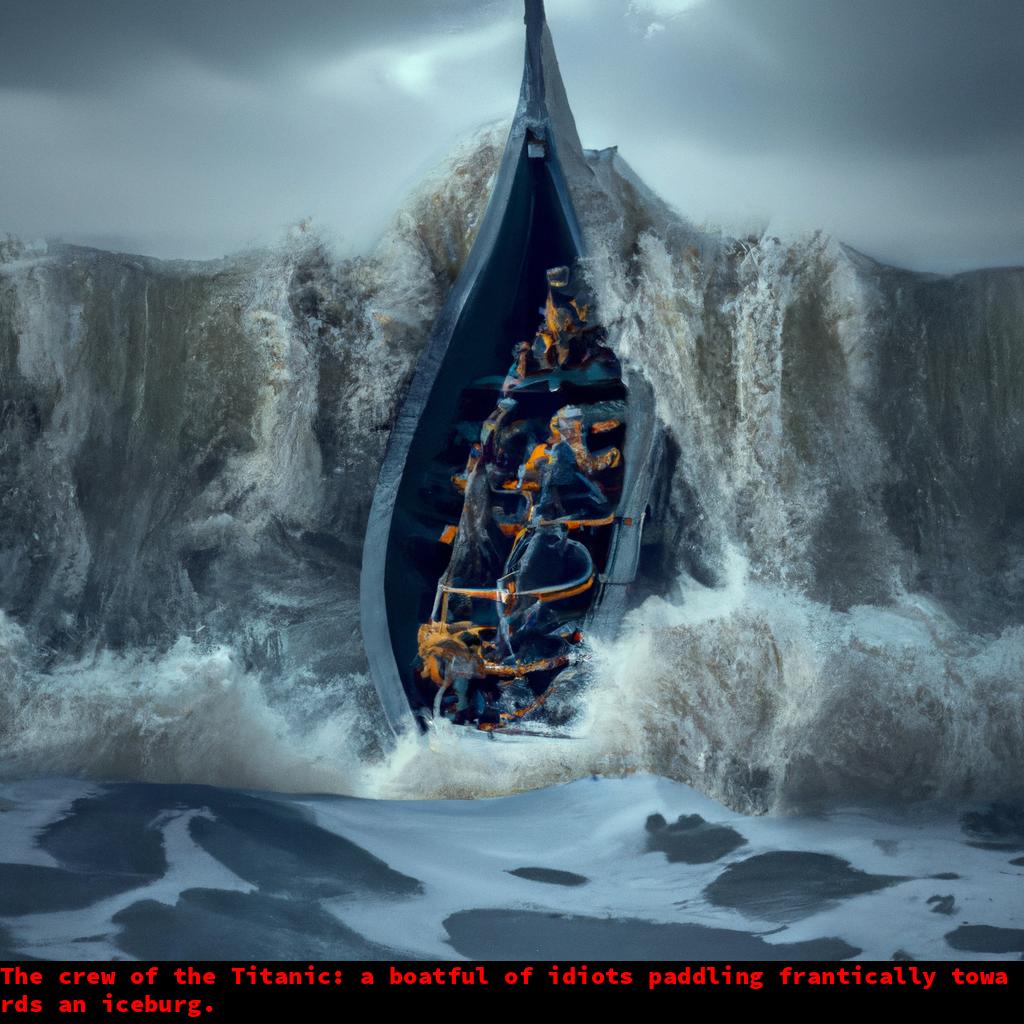 The crew of the Titanic: a boatful of idiots paddling frantically towa
rds an iceburg.